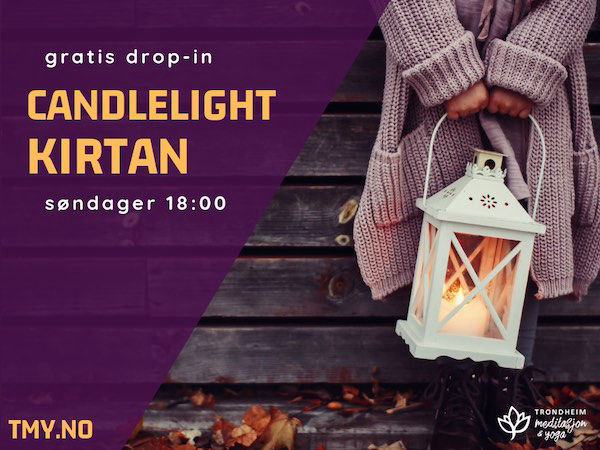 gratis drop-in
CANDLELIGHT
KIRTAN
søndager 18:00
TMY.NO
TRONDHEIM
meditasjon
& yoga